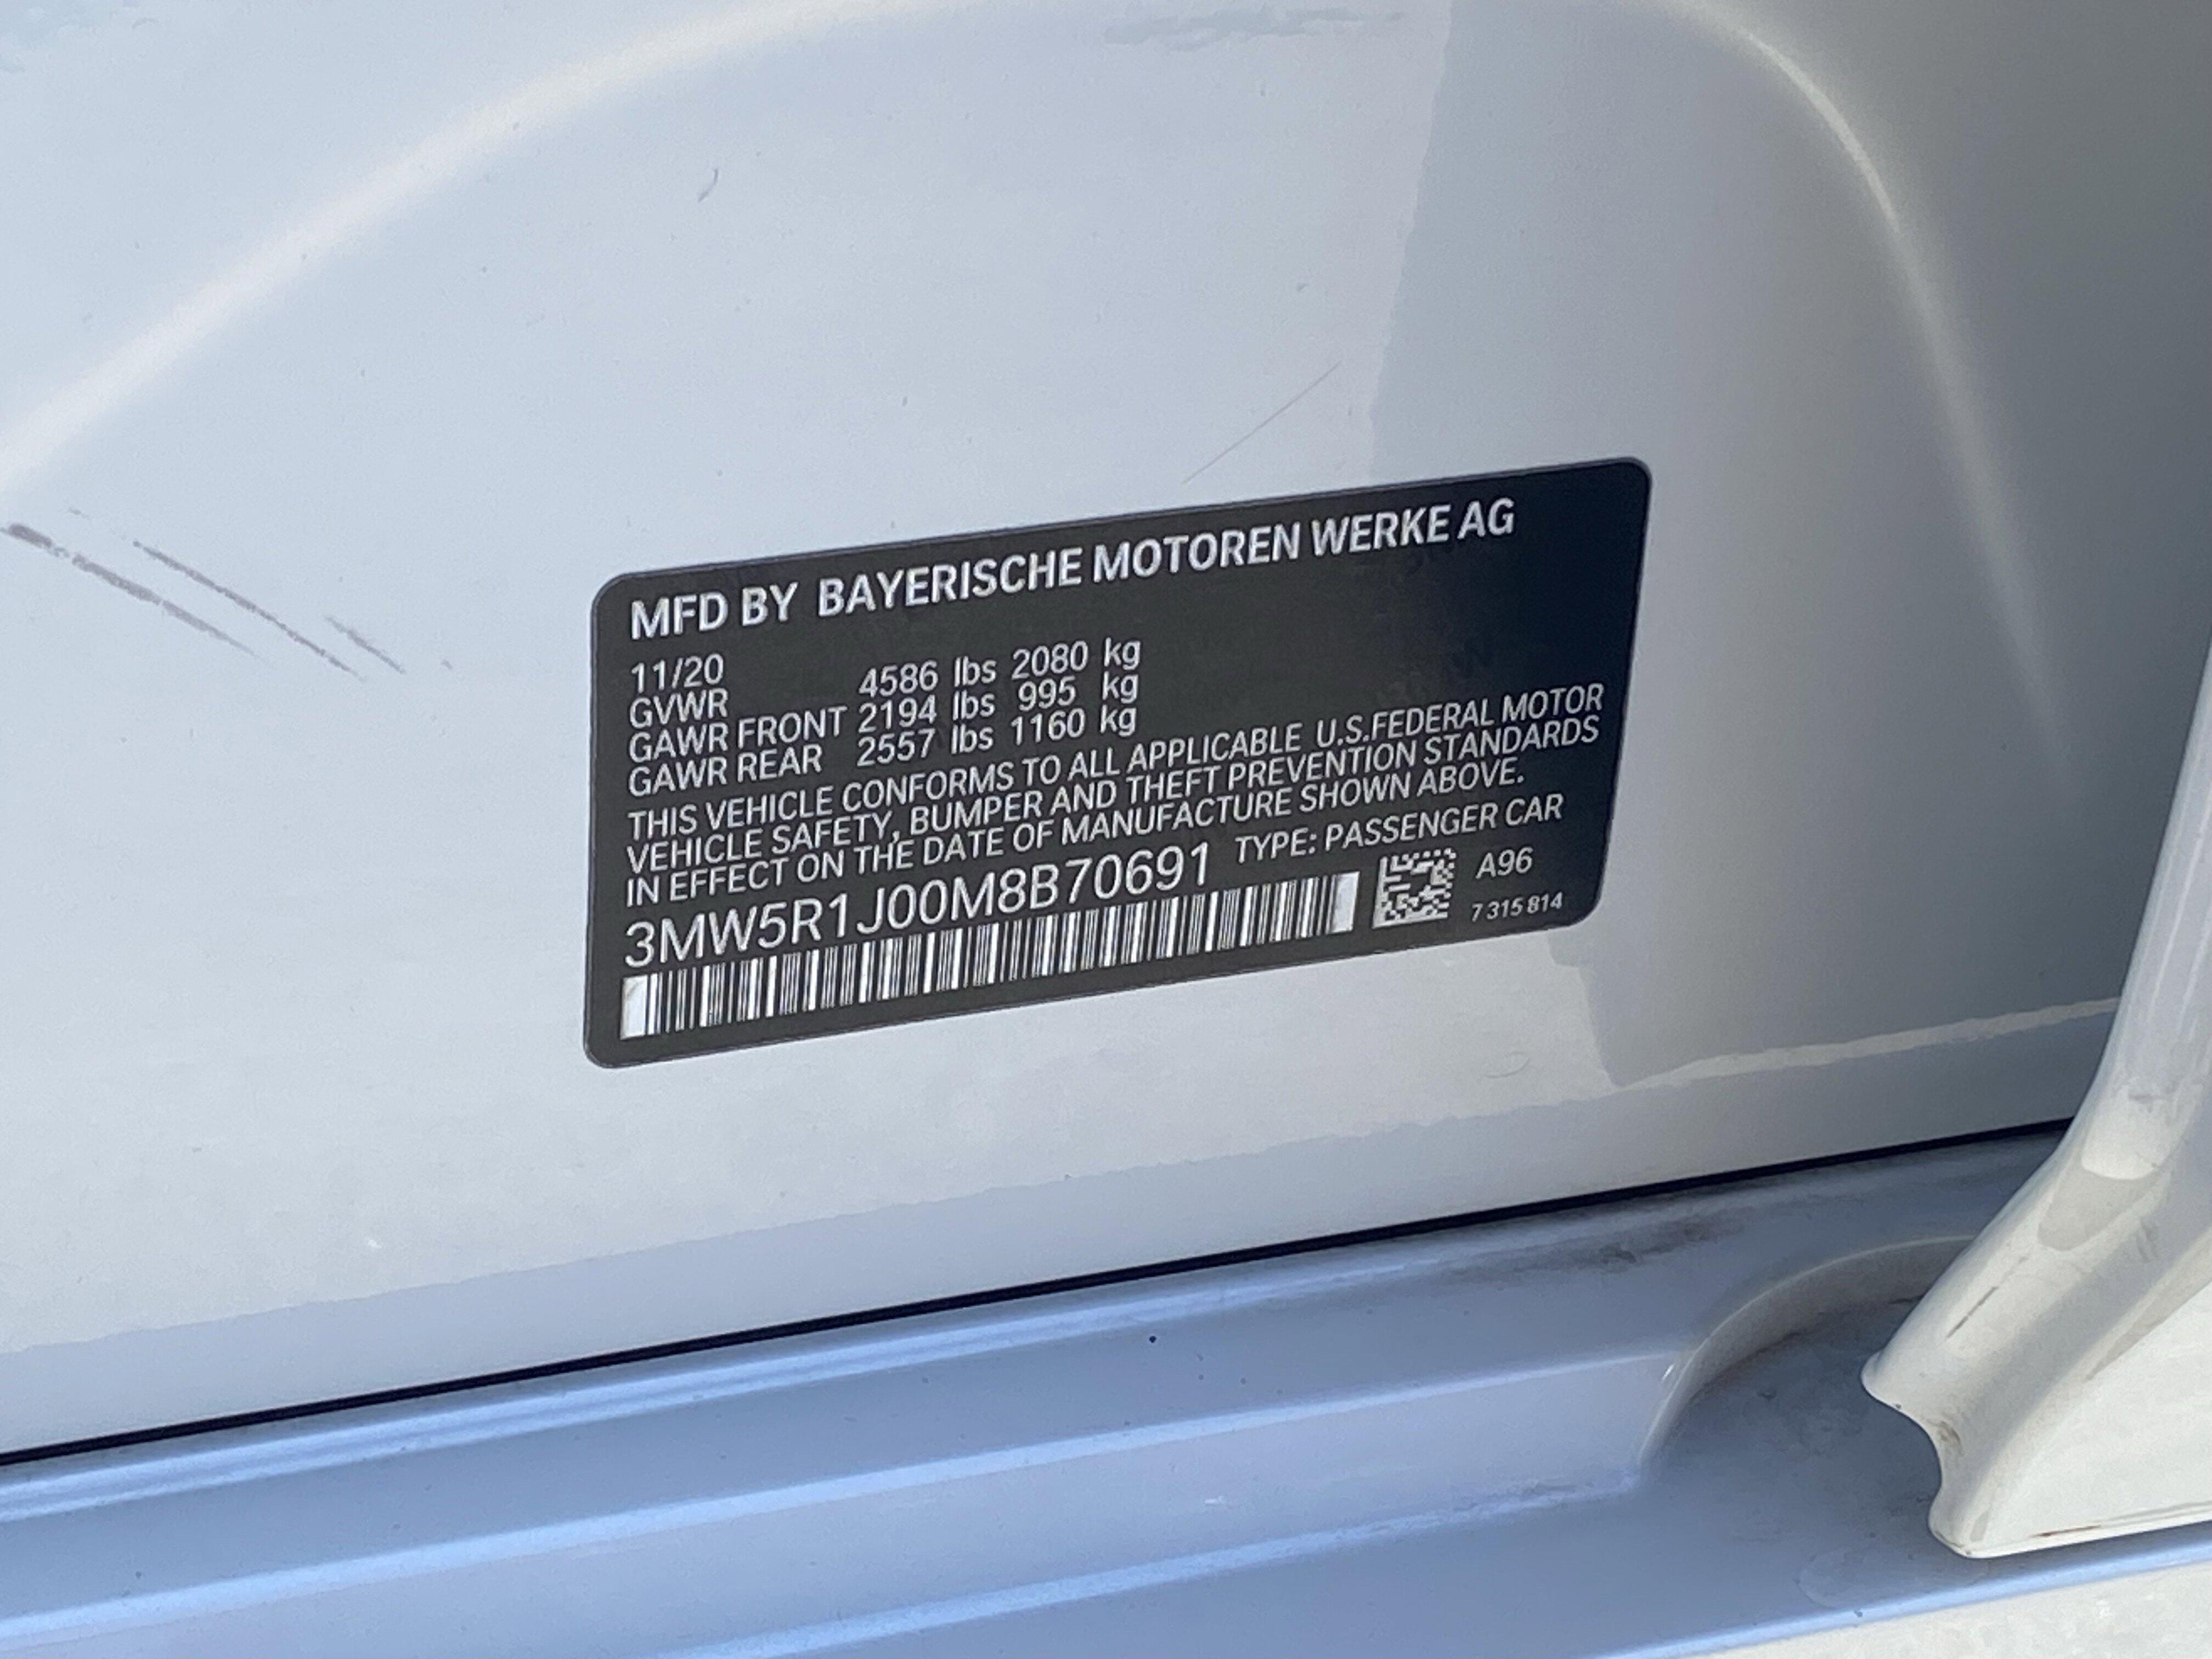 MFD BY BAYERISCHE MOTOREN WERKE AG
11/20
GVWR 4586 lbs 2080 kg
GAWR FRONT 2194 lbs 995 kg
GAWR REAR 2557 lbs 1160 kg
THIS VEHICLE CONFORMS TO ALL APPLICABLE U.S.FEDERAL MOTOR
VEHICLE SAFETY, BUMPER AND THEFT PREVENTION STANDARDS
IN EFFECT ON THE DATE OF MANUFACTURE SHOWN ABOVE.
3MW5R1J00M8B70691 TYPE: PASSENGER CAR
A96
7 315 814